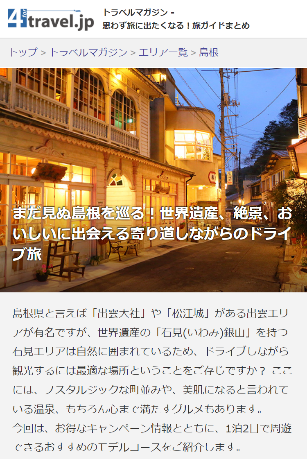 4travel.jp
トラベルマガジン -
思わず旅に出たくなる！旅ガイドまとめ
トップ > トラベルマガジン > エリア一覧 > 島根
まだ見ぬ島根を巡る！世界遺産、絶景、お
いしいに出会える寄り道しながらのドライ
ブ旅
島根県と言えば「出雲大社」や「松江城」がある出雲エリ
アが有名ですが、世界遺産の「石見(いわみ)銀山」を持つ
石見エリアは自然に囲まれているため、ドライブしながら
観光するには最適な場所ということをご存じですか？ ここ
には、ノスタルジックな町並みや、美肌になると言われて
いる温泉、もちろん心まで満たすグルメもあります。
今回は、お得なキャンペーン情報とともに、1泊2日で周遊
できるおすすめのモデルコースをご紹介します。